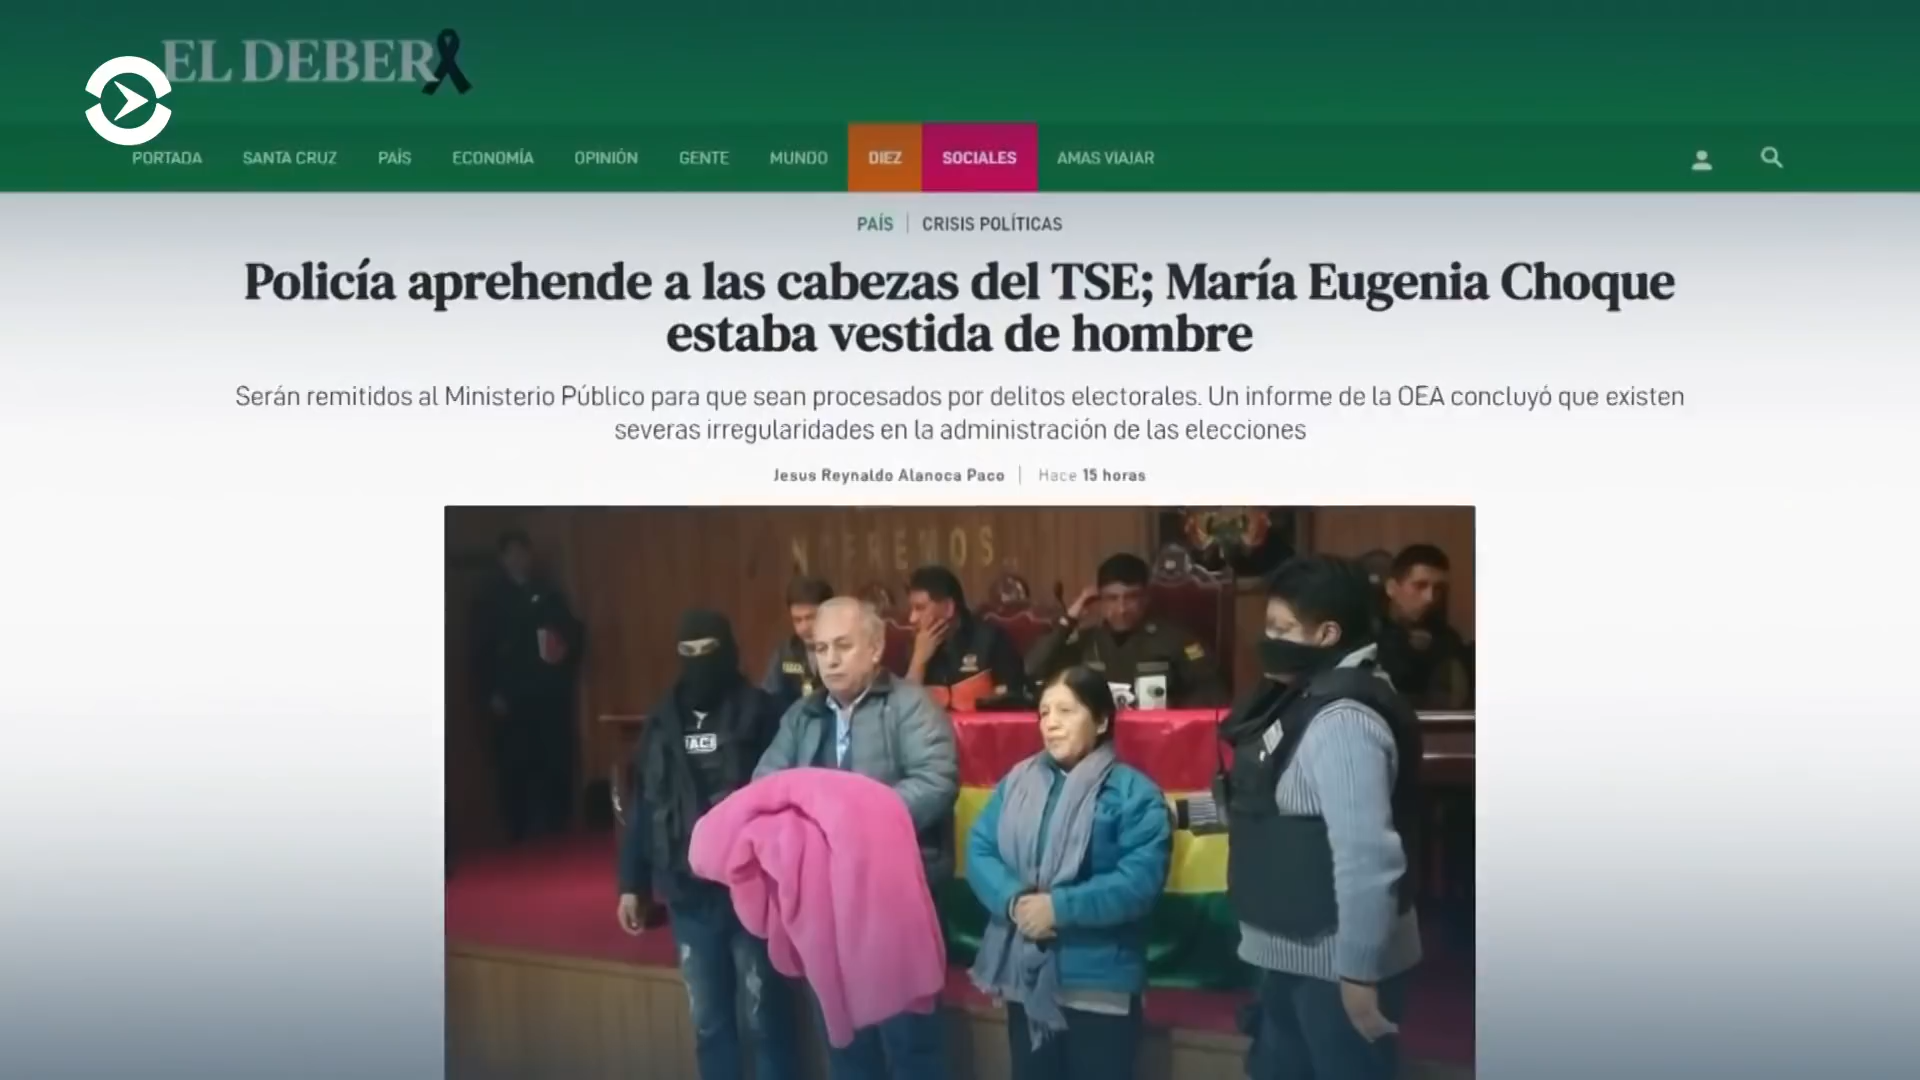 EL DEBER
PORTADA SANTA CRUZ PAÍS ECONOMÍA OPINIÓN GENTE MUNDO DIEZ SOCIALES AMAS VIAJAR
PAÍS | CRISIS POLÍTICAS
Policía aprehende a las cabezas del TSE; María Eugenia Choque
estaba vestida de hombre
Serán remitidos al Ministerio Público para que sean procesados por delitos electorales. Un informe de la OEA concluyó que existen
severas irregularidades en la administración de las elecciones
Jesus Reynaldo Alanoca Paco | Hace 15 horas